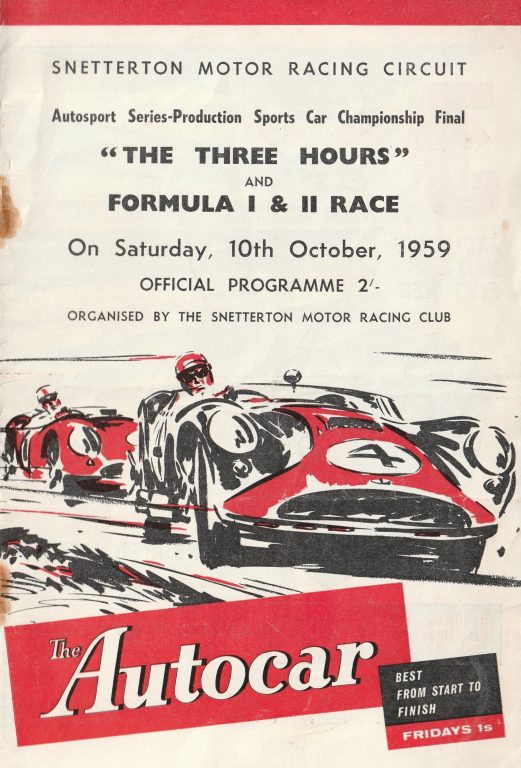 SNETTERTON MOTOR RACING CIRCUIT
Autosport Series-Production Sports Car Championship Final
"THE THREE HOURS"
AND
FORMULA I & II RACE
On Saturday, 10th October, 1959
OFFICIAL PROGRAMME 2/-
ORGANISED BY THE SNETTERTON MOTOR RACING CLUB
4
The Autocar
BEST
FROM START TO
FINISH
FRIDAYS 1s